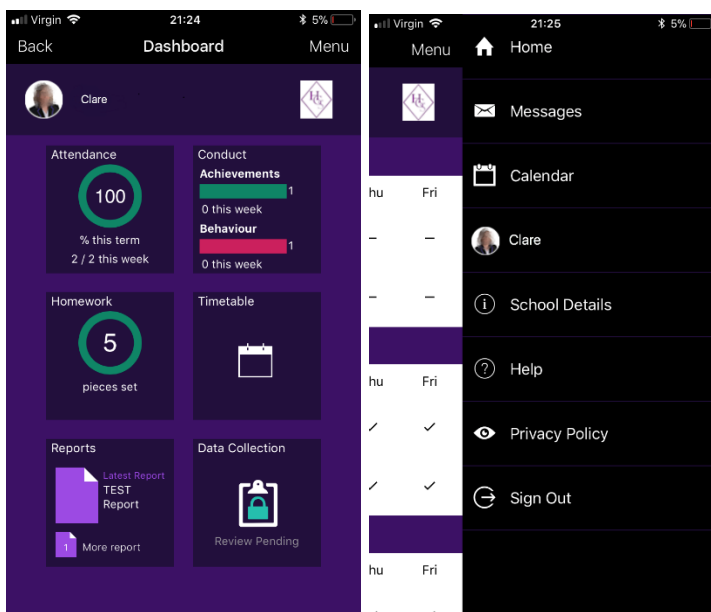 Virgin 21:24 5%
Back Dashboard Menu
Clare
Attendance
100
% this term
2 / 2 this week
Conduct
Achievements
1
0 this week
Behaviour
1
0 this week
Homework
5
pieces set
Timetable
Reports
Latest Report
TEST
Report
1 More report
Data Collection
Review Pending
Virgin 21:25 5%
Menu
hu Fri
hu Fri
hu Fri
Home
Messages
Calendar
Clare
School Details
Help
Privacy Policy
Sign Out